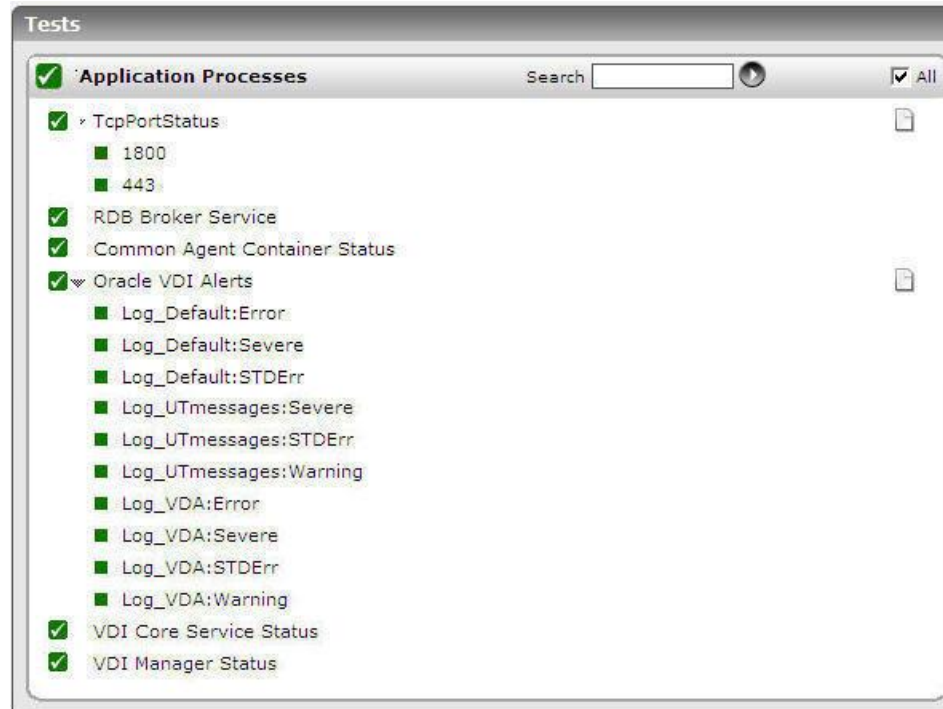 Tests
Application Processes Search All
TcpPortStatus
1800
443
RDB Broker Service
Common Agent Container Status
Oracle VDI Alerts
Log_Default:Error
Log_Default:Severe
Log_Default:STDErr
Log_UTmessages:Severe
Log_UTmessages:STDErr
Log_UTmessages:Warning
Log_VDA:Error
Log_VDA:Severe
Log_VDA:STDErr
Log_VDA:Warning
VDI Core Service Status
VDI Manager Status